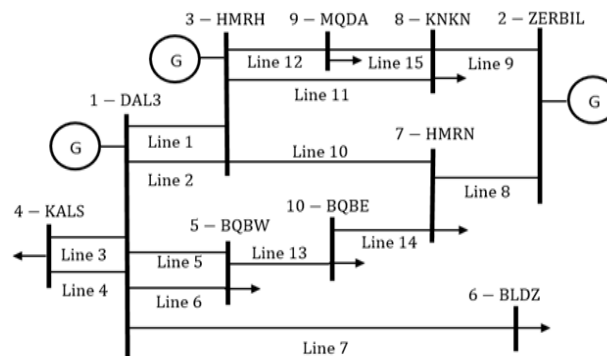 3 − HMRH
9 − MQDA
8 − KNKN
2 − ZERBIL
G
Line 12
Line 15
Line 9
1 − DAL3
Line 11
G
G
Line 1
7 − HMRN
Line 10
Line 2
Line 8
4 − KALS
5 − BQBW
10 − BQBE
Line 3
Line 5
Line 13
Line 14
Line 4
Line 6
6 − BLDZ
Line 7